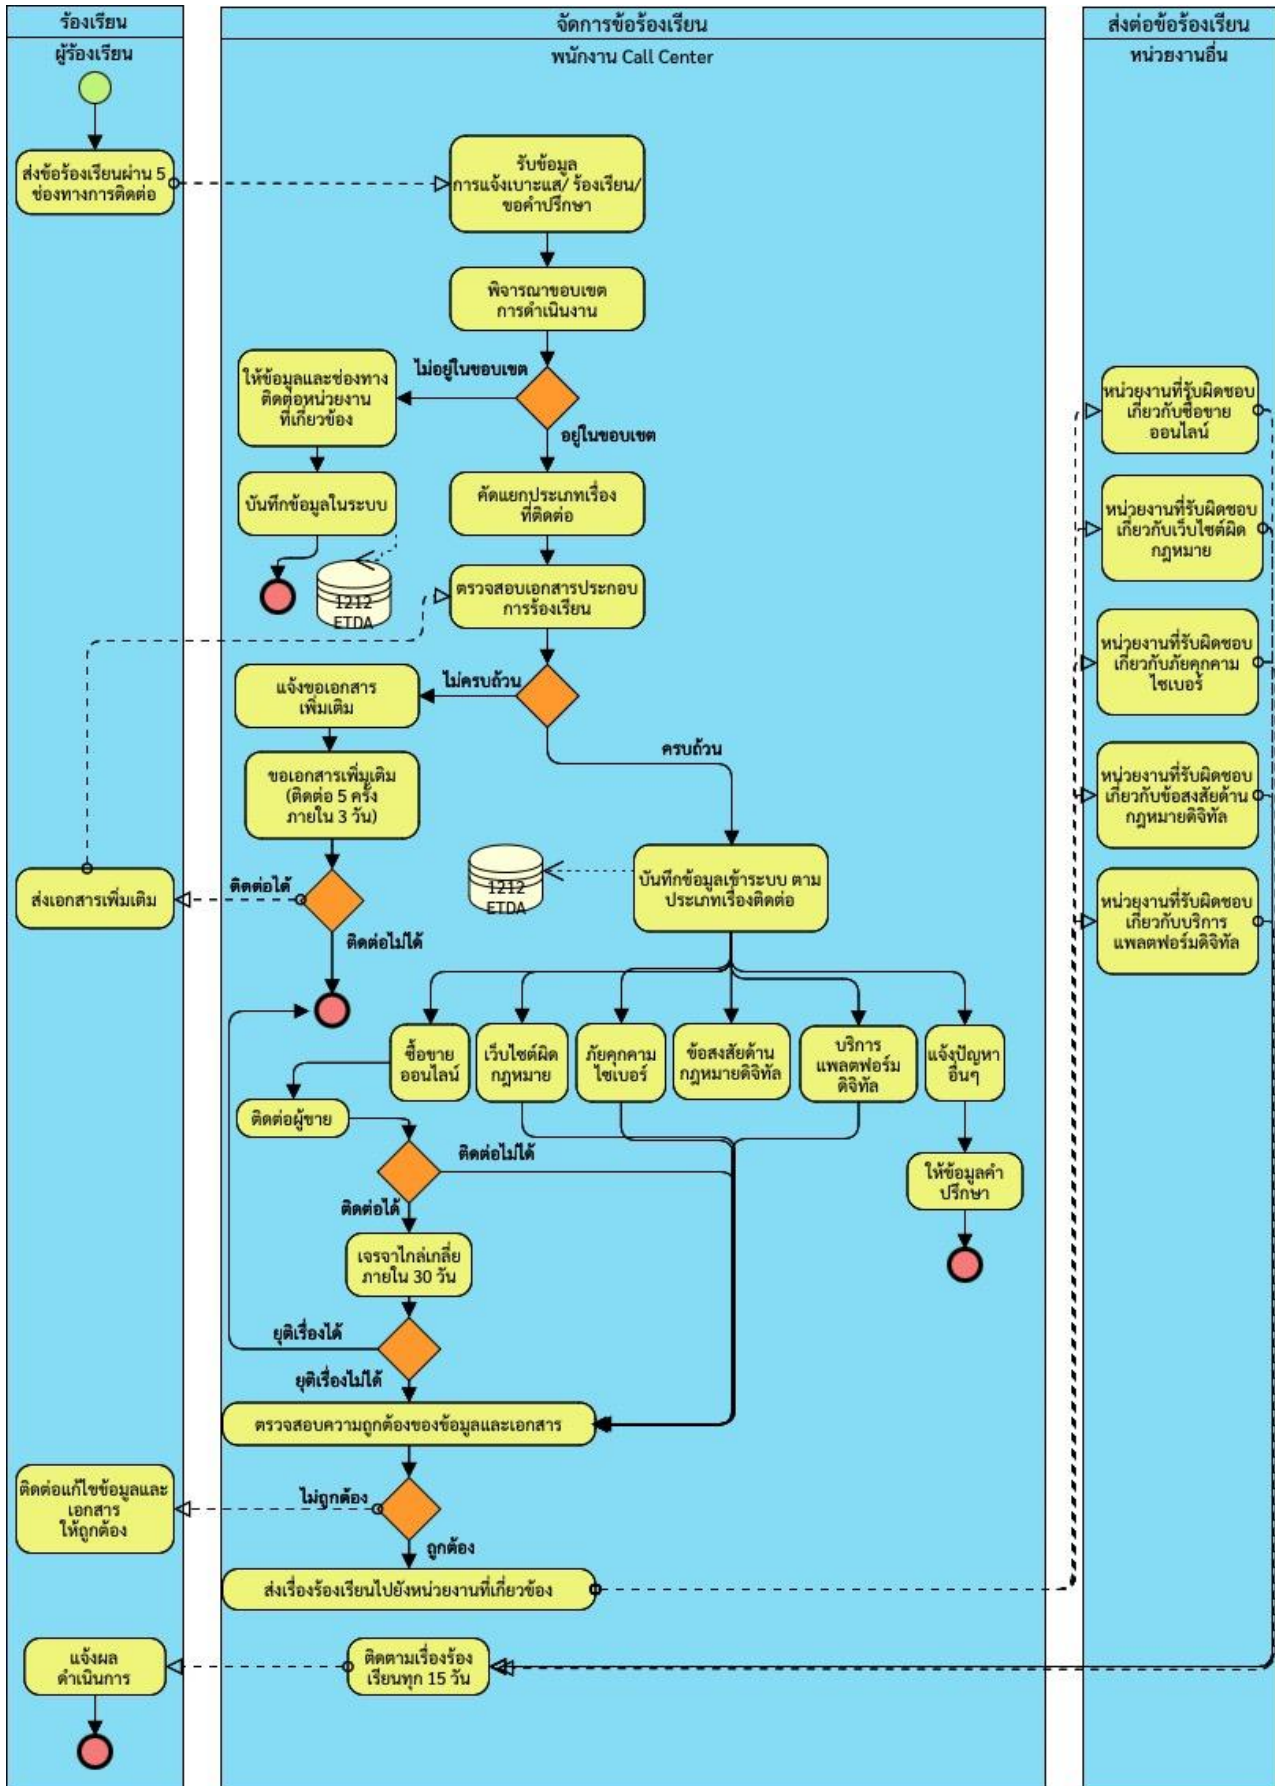 ร้องเรียน
จัดการข้อร้องเรียน
ส่งต่อข้อร้องเรียน
ผู้ร้องเรียน
พนักงาน Call Center
หน่วยงานอื่น
ส่งข้อร้องเรียนผ่าน 5
ช่องทางการติดต่อ
รับข้อมูล
การแจ้งเบาะแส/ ร้องเรียน/
ขอคำปรึกษา
พิจารณาขอบเขต
การดำเนินงาน
ไม่อยู่ในขอบเขต
ให้ข้อมูลและช่องทาง
ติดต่อหน่วยงาน
ที่เกี่ยวข้อง
อยู่ในขอบเขต
บันทึกข้อมูลในระบบ
คัดแยกประเภทเรื่อง
ที่ติดต่อ
1212
ETDA
ตรวจสอบเอกสารประกอบ
การร้องเรียน
ไม่ครบถ้วน
แจ้งขอเอกสาร
เพิ่มเติม
ครบถ้วน
ขอเอกสารเพิ่มเติม
(ติดต่อ 5 ครั้ง
ภายใน 3 วัน)
ติดต่อได้
ส่งเอกสารเพิ่มเติม
ติดต่อไม่ได้
1212
ETDA
บันทึกข้อมูลเข้าระบบ ตาม
ประเภทเรื่องติดต่อ
ซื้อขาย
ออนไลน์
เว็บไซต์ผิด
กฎหมาย
ภัยคุกคาม
ไซเบอร์
ข้อสงสัยด้าน
กฎหมายดิจิทัล
บริการ
แพลตฟอร์ม
ดิจิทัล
แจ้งปัญหา
อื่นๆ
ติดต่อผู้ขาย
ติดต่อไม่ได้
ให้ข้อมูลคำ
ปรึกษา
ติดต่อได้
เจรจาไกล่เกลี่ย
ภายใน 30 วัน
ยุติเรื่องได้
ยุติเรื่องไม่ได้
ตรวจสอบความถูกต้องของข้อมูลและเอกสาร
ไม่ถูกต้อง
ติดต่อแก้ไขข้อมูลและ
เอกสาร
ให้ถูกต้อง
ถูกต้อง
ส่งเรื่องร้องเรียนไปยังหน่วยงานที่เกี่ยวข้อง
หน่วยงานที่รับผิดชอบ
เกี่ยวกับซื้อขาย
ออนไลน์
หน่วยงานที่รับผิดชอบ
เกี่ยวกับเว็บไซต์ผิด
กฎหมาย
หน่วยงานที่รับผิดชอบ
เกี่ยวกับภัยคุกคาม
ไซเบอร์
หน่วยงานที่รับผิดชอบ
เกี่ยวกับข้อสงสัยด้าน
กฎหมายดิจิทัล
หน่วยงานที่รับผิดชอบ
เกี่ยวกับบริการ
แพลตฟอร์มดิจิทัล
ติดตามเรื่องร้อง
เรียนทุก 15 วัน
แจ้งผล
ดำเนินการ